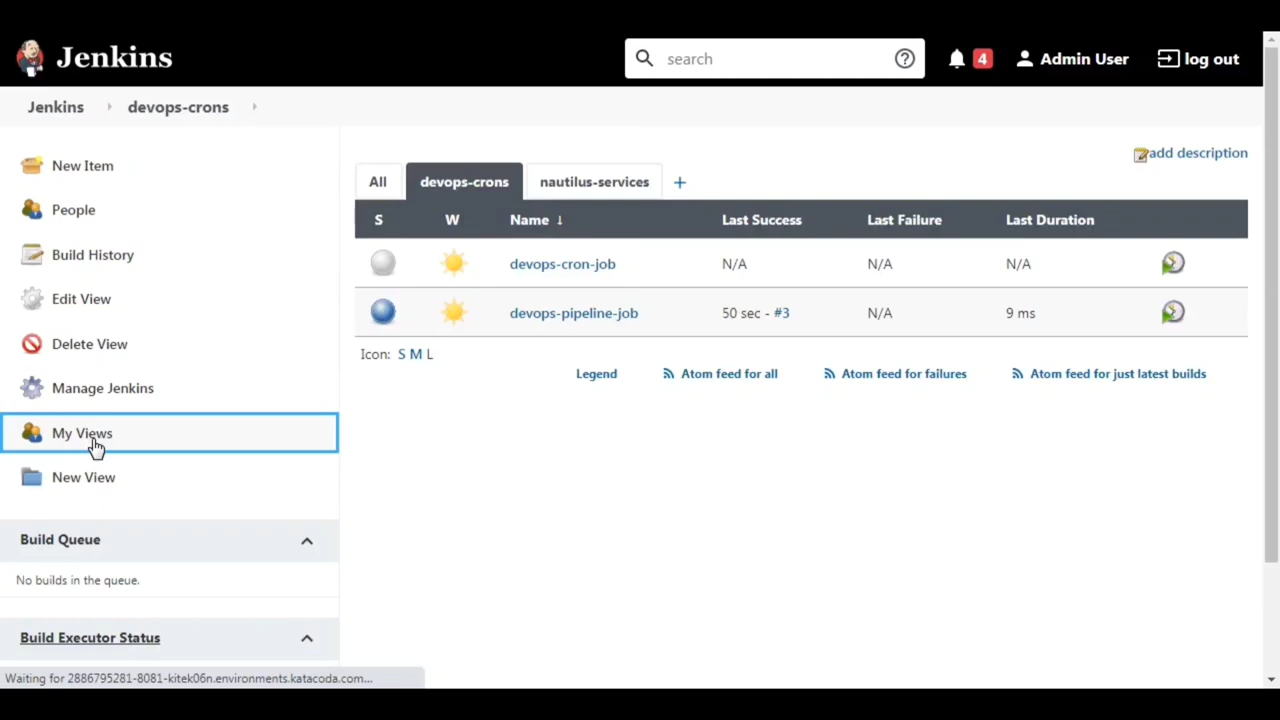 Jenkins
search
4
Admin User
log out
Jenkins
devops-crons
New Item
People
Build History
Edit View
Delete View
Manage Jenkins
My Views
New View
Build Queue
No builds in the queue.
Build Executor Status
Waiting for 2886795281-8081-kitek06n.environments.katacoda.com...
add description
All devops-crons nautilus-services +
S W Name ↓ Last Success Last Failure Last Duration
devops-cron-job N/A N/A N/A
devops-pipeline-job 50 sec - #3 N/A 9 ms
Icon: S M L
Legend Atom feed for all Atom feed for failures Atom feed for just latest builds